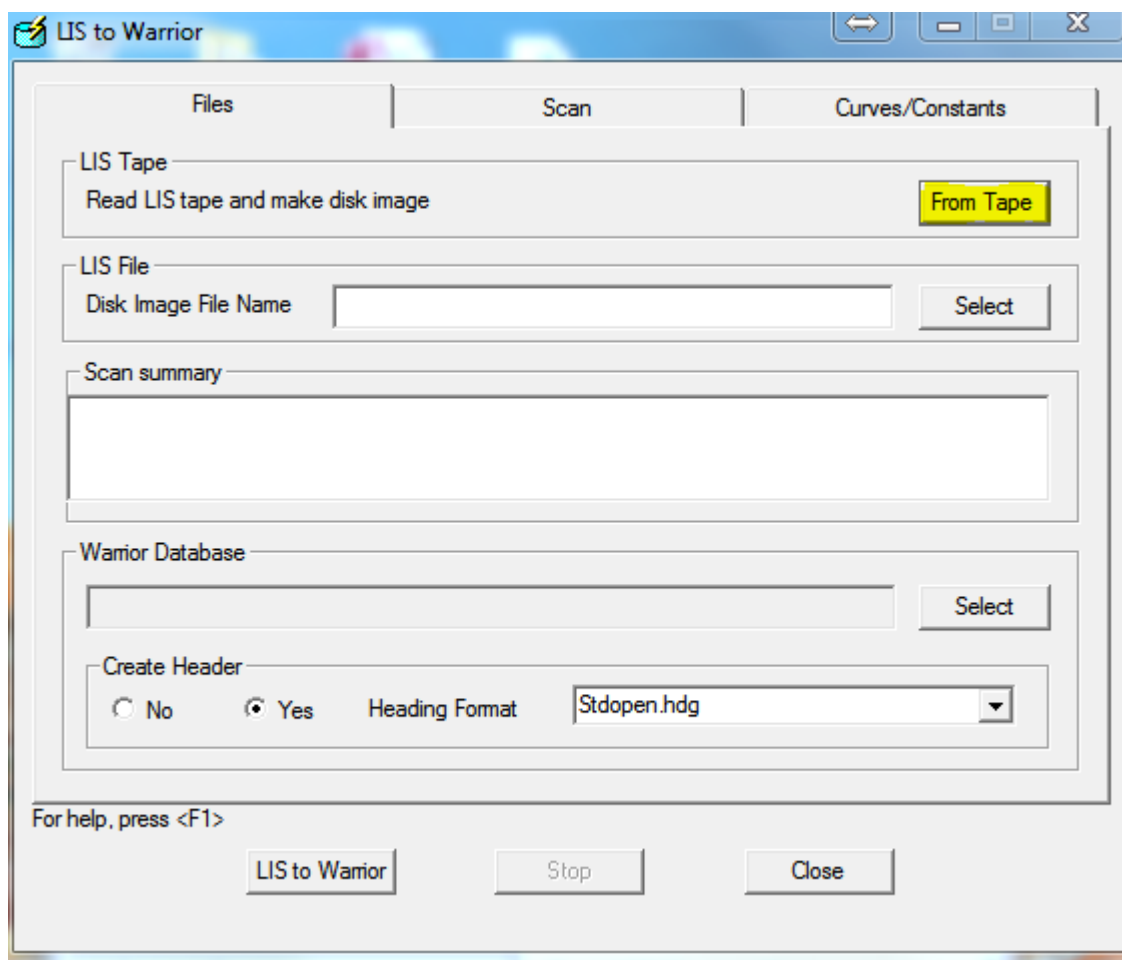 LIS to Warrior
Files Scan Curves/Constants
LIS Tape
Read LIS tape and make disk image From Tape
LIS File
Disk Image File Name Select
Scan summary
Warrior Database
Select
Create Header
No Yes Heading Format Stdopen.hdg
For help, press <F1>
LIS to Warrior Stop Close